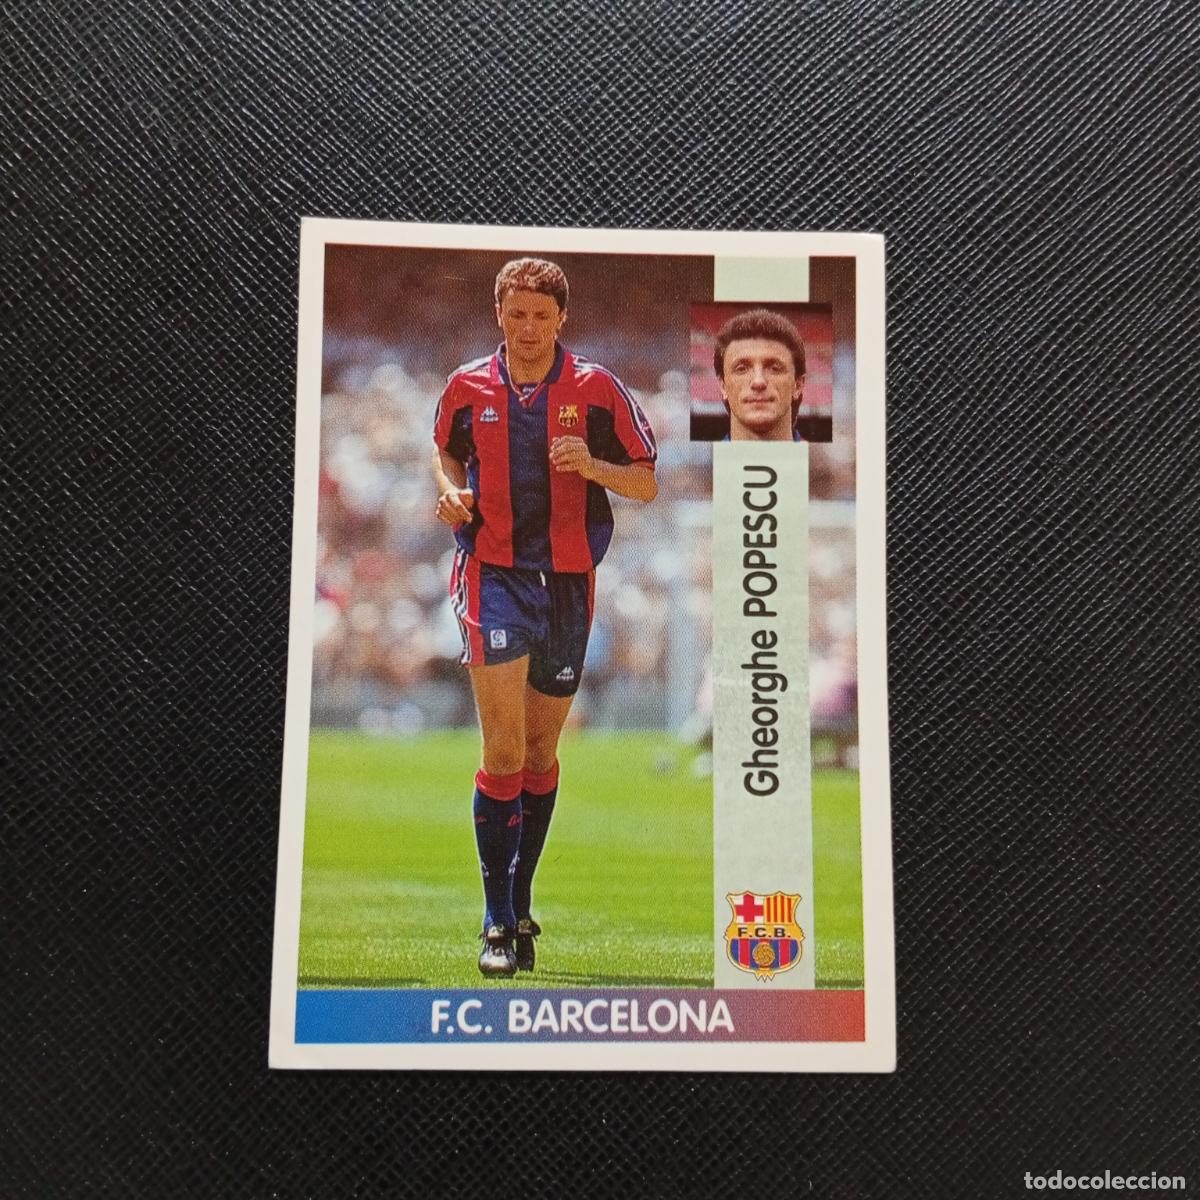 Gheorghe POPESCU
F.C.B.
F.C. BARCELONA
todocoleccion